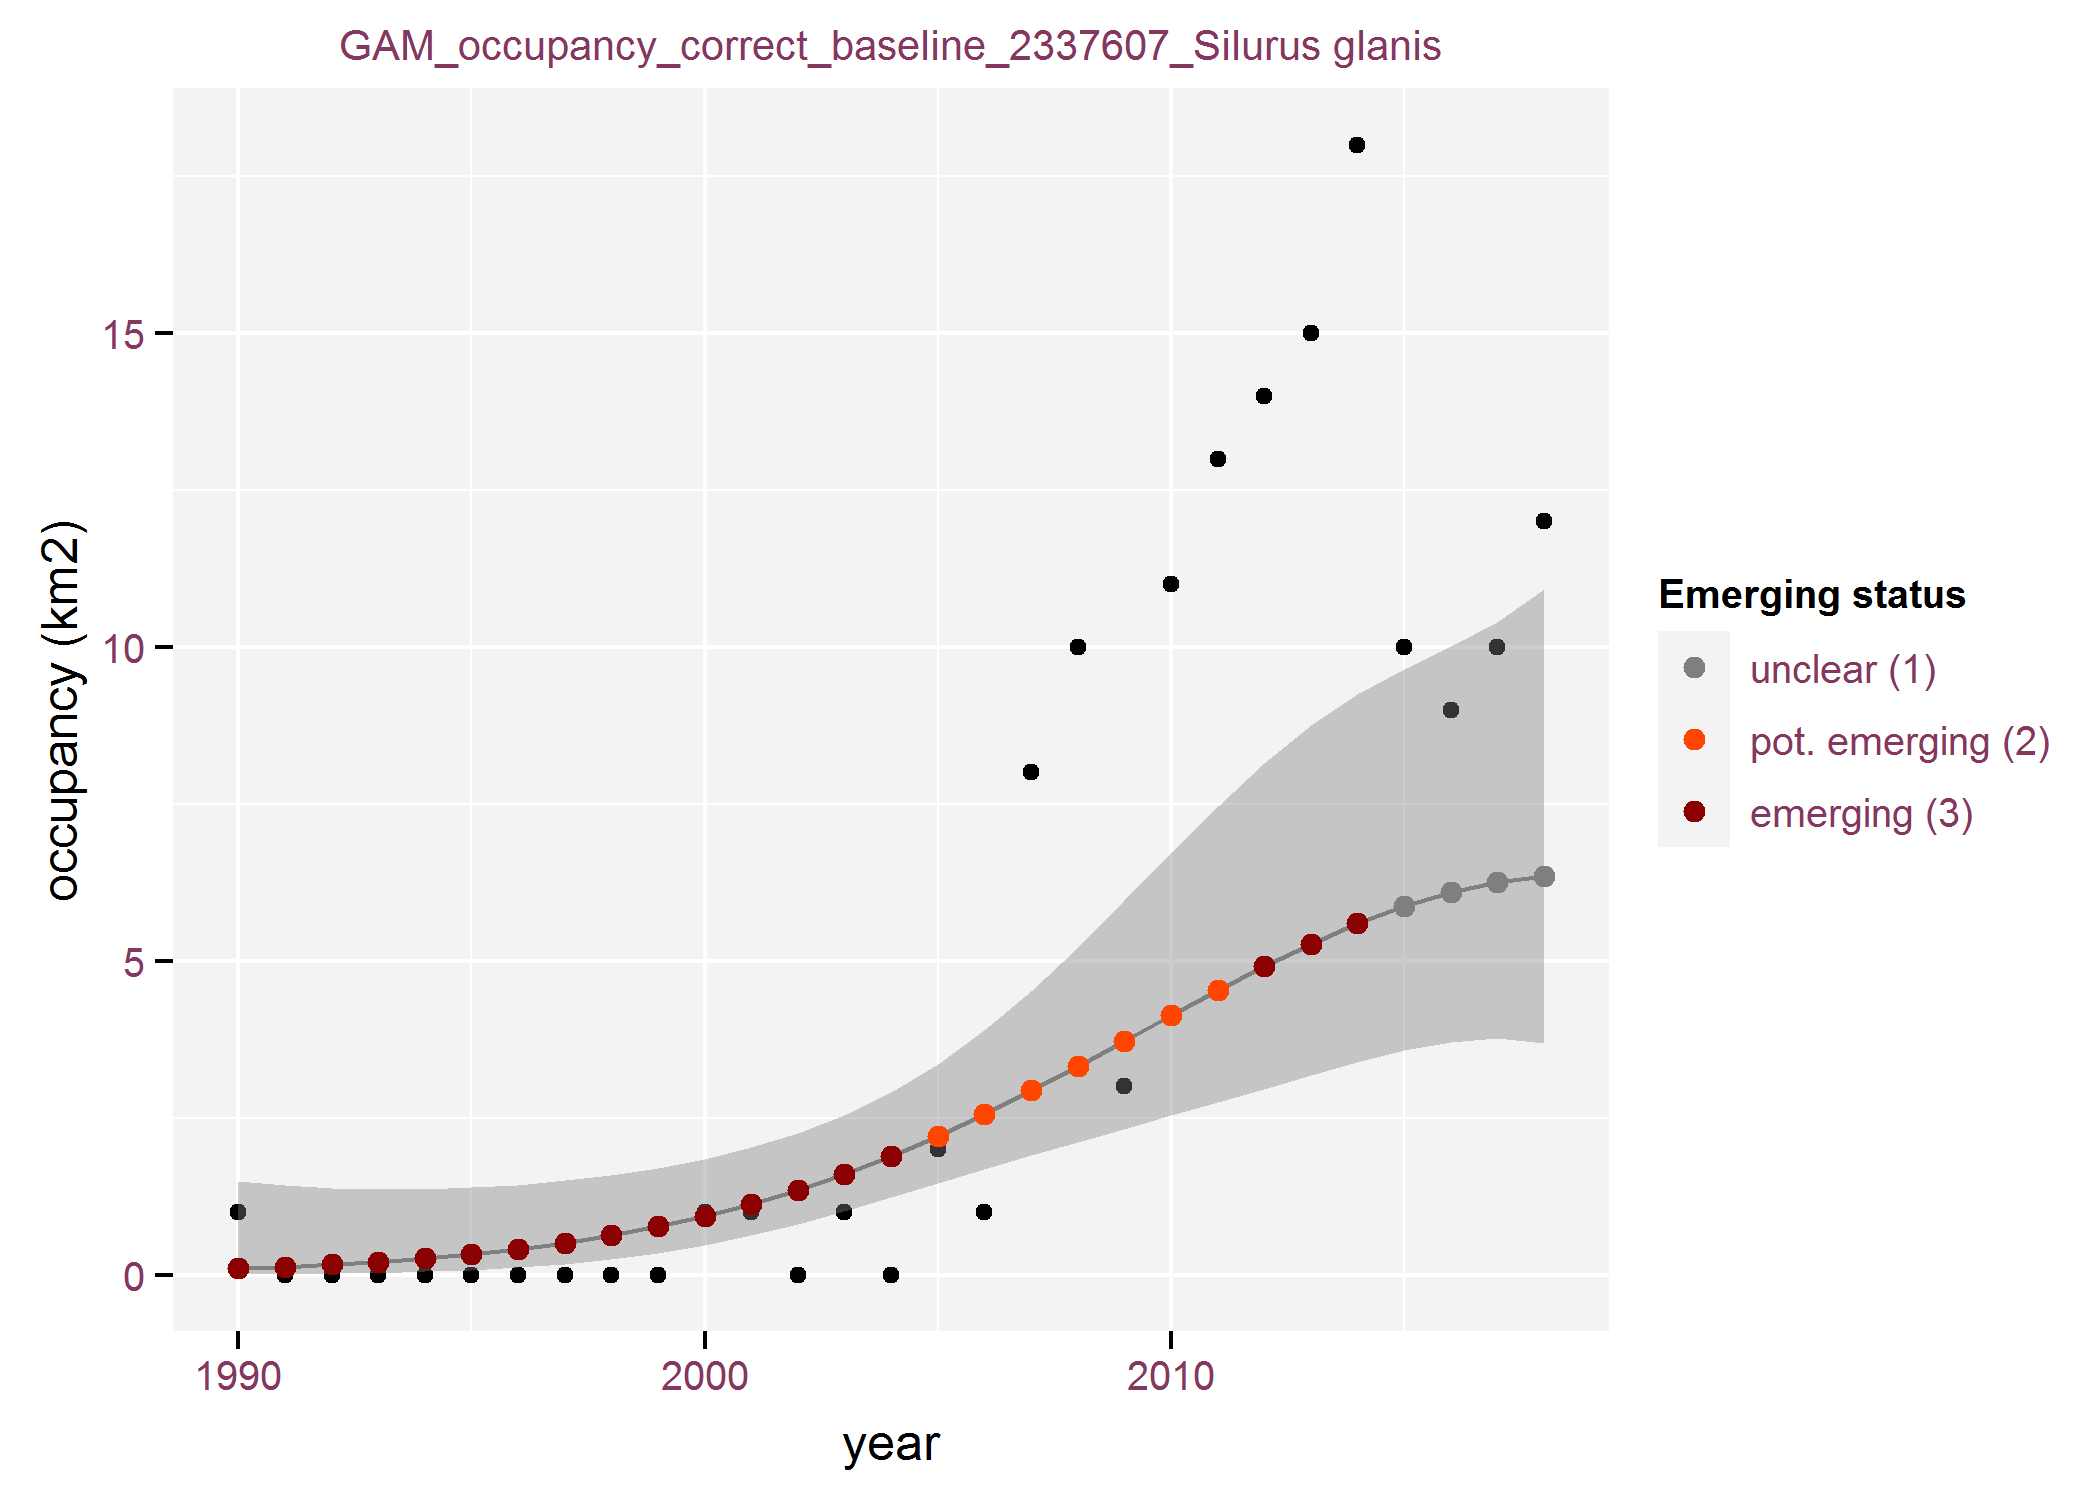 GAM_occupancy_correct_baseline_2337607_Silurus glanis
occupancy (km2)
15
10
5
0
1990
2000
2010
year
Emerging status
unclear (1)
pot. emerging (2)
emerging (3)